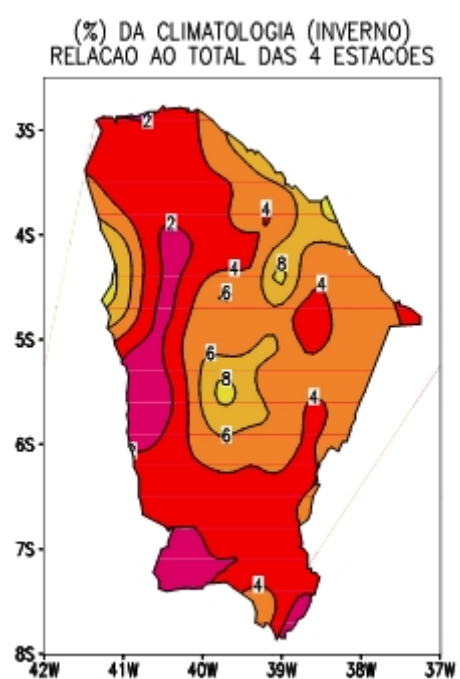 (%) DA CLIMATOLOGIA (INVERNO)
RELACAO AO TOTAL DAS 4 ESTACOES
3S
2
4
4S
2
8
4
4
6
5S
6
8
4
6
6S
2
7S
4
8S
42W 41W 40W 39W 38W 37W